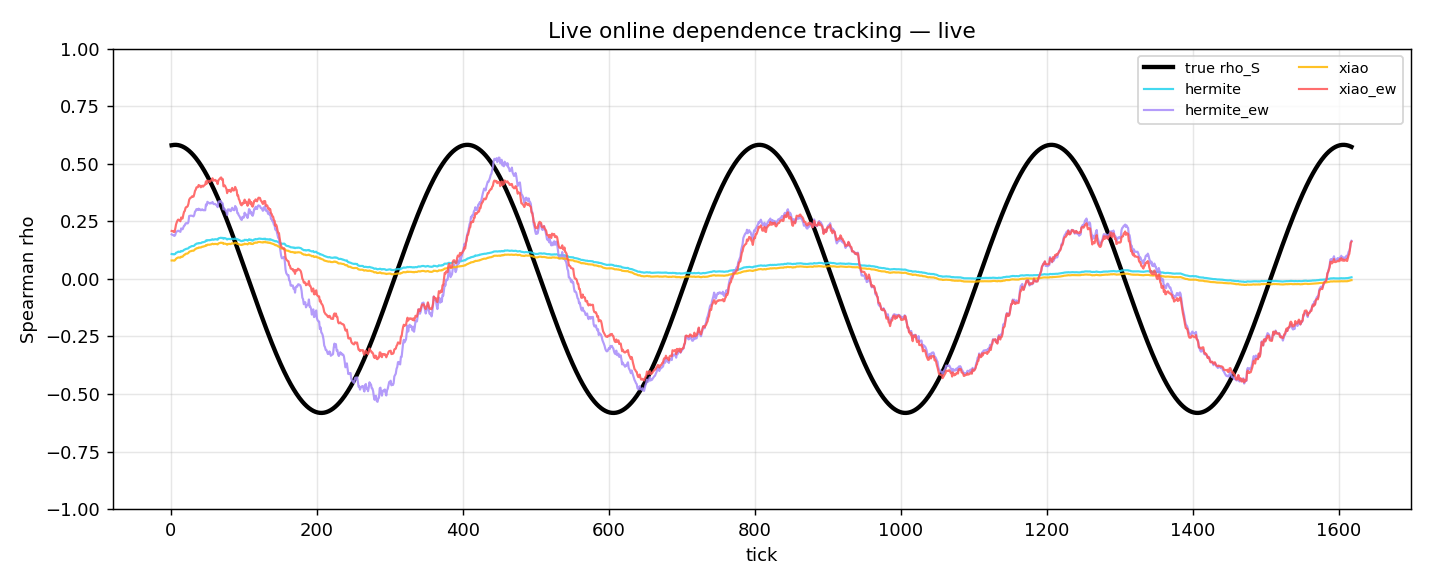 Live online dependence tracking — live
1.00
0.75
0.50
0.25
0.00
−0.25
−0.50
−0.75
−1.00
Spearman rho
true rho_S
hermite
hermite_ew
xiao
xiao_ew
0 200 400 600 800 1000 1200 1400 1600
tick